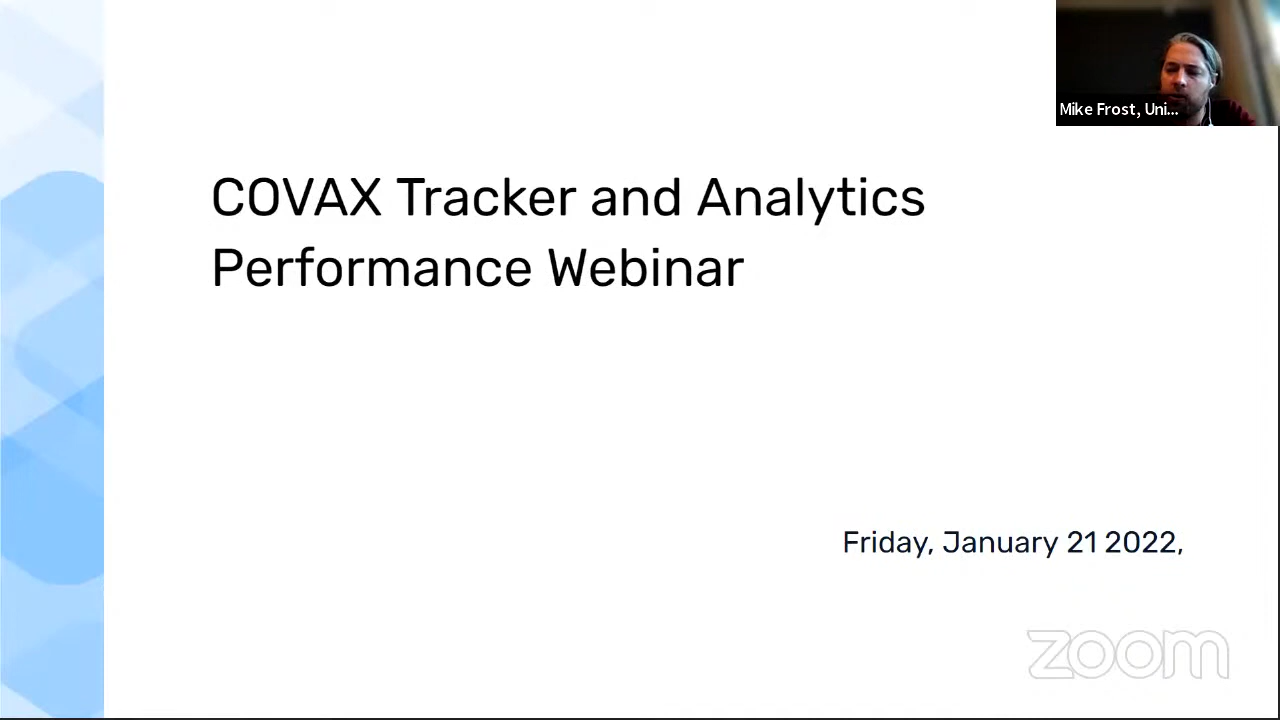 Mike Frost, Uni...
COVAX Tracker and Analytics
Performance Webinar
Friday, January 21 2022,
zoom